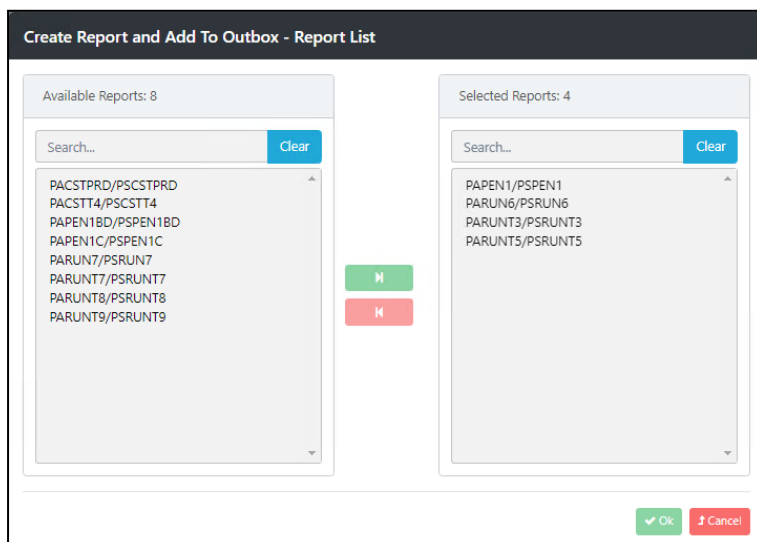 Create Report and Add To Outbox - Report List
Available Reports: 8
Search...
Clear
PACSTPRD/PSCSTPRD
PACSTT4/PSCSTT4
PAPEN1BD/PSPEN1BD
PAPEN1C/PSPEN1C
PARUN7/PSRUN7
PARUNT7/PSRUNT7
PARUNT8/PSRUNT8
PARUNT9/PSRUNT9
Selected Reports: 4
Search...
Clear
PAPEN1/PSPEN1
PARUN6/PSRUN6
PARUNT3/PSRUNT3
PARUNT5/PSRUNT5
Ok
Cancel